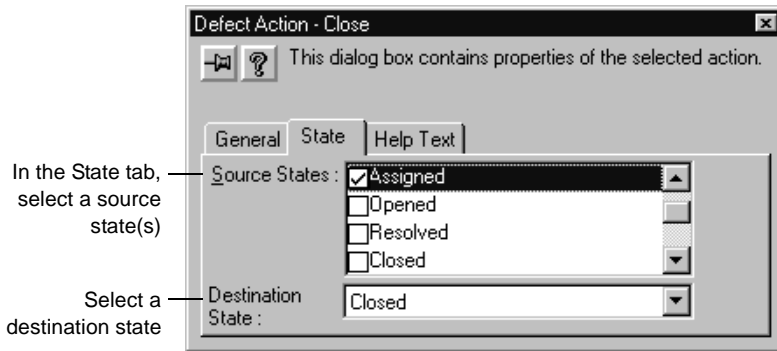 Defect Action - Close
This dialog box contains properties of the selected action.
General State Help Text
In the State tab,
select a source
state(s)
Source States :
Assigned
Opened
Resolved
Closed
Select a
destination state
Destination
State :
Closed